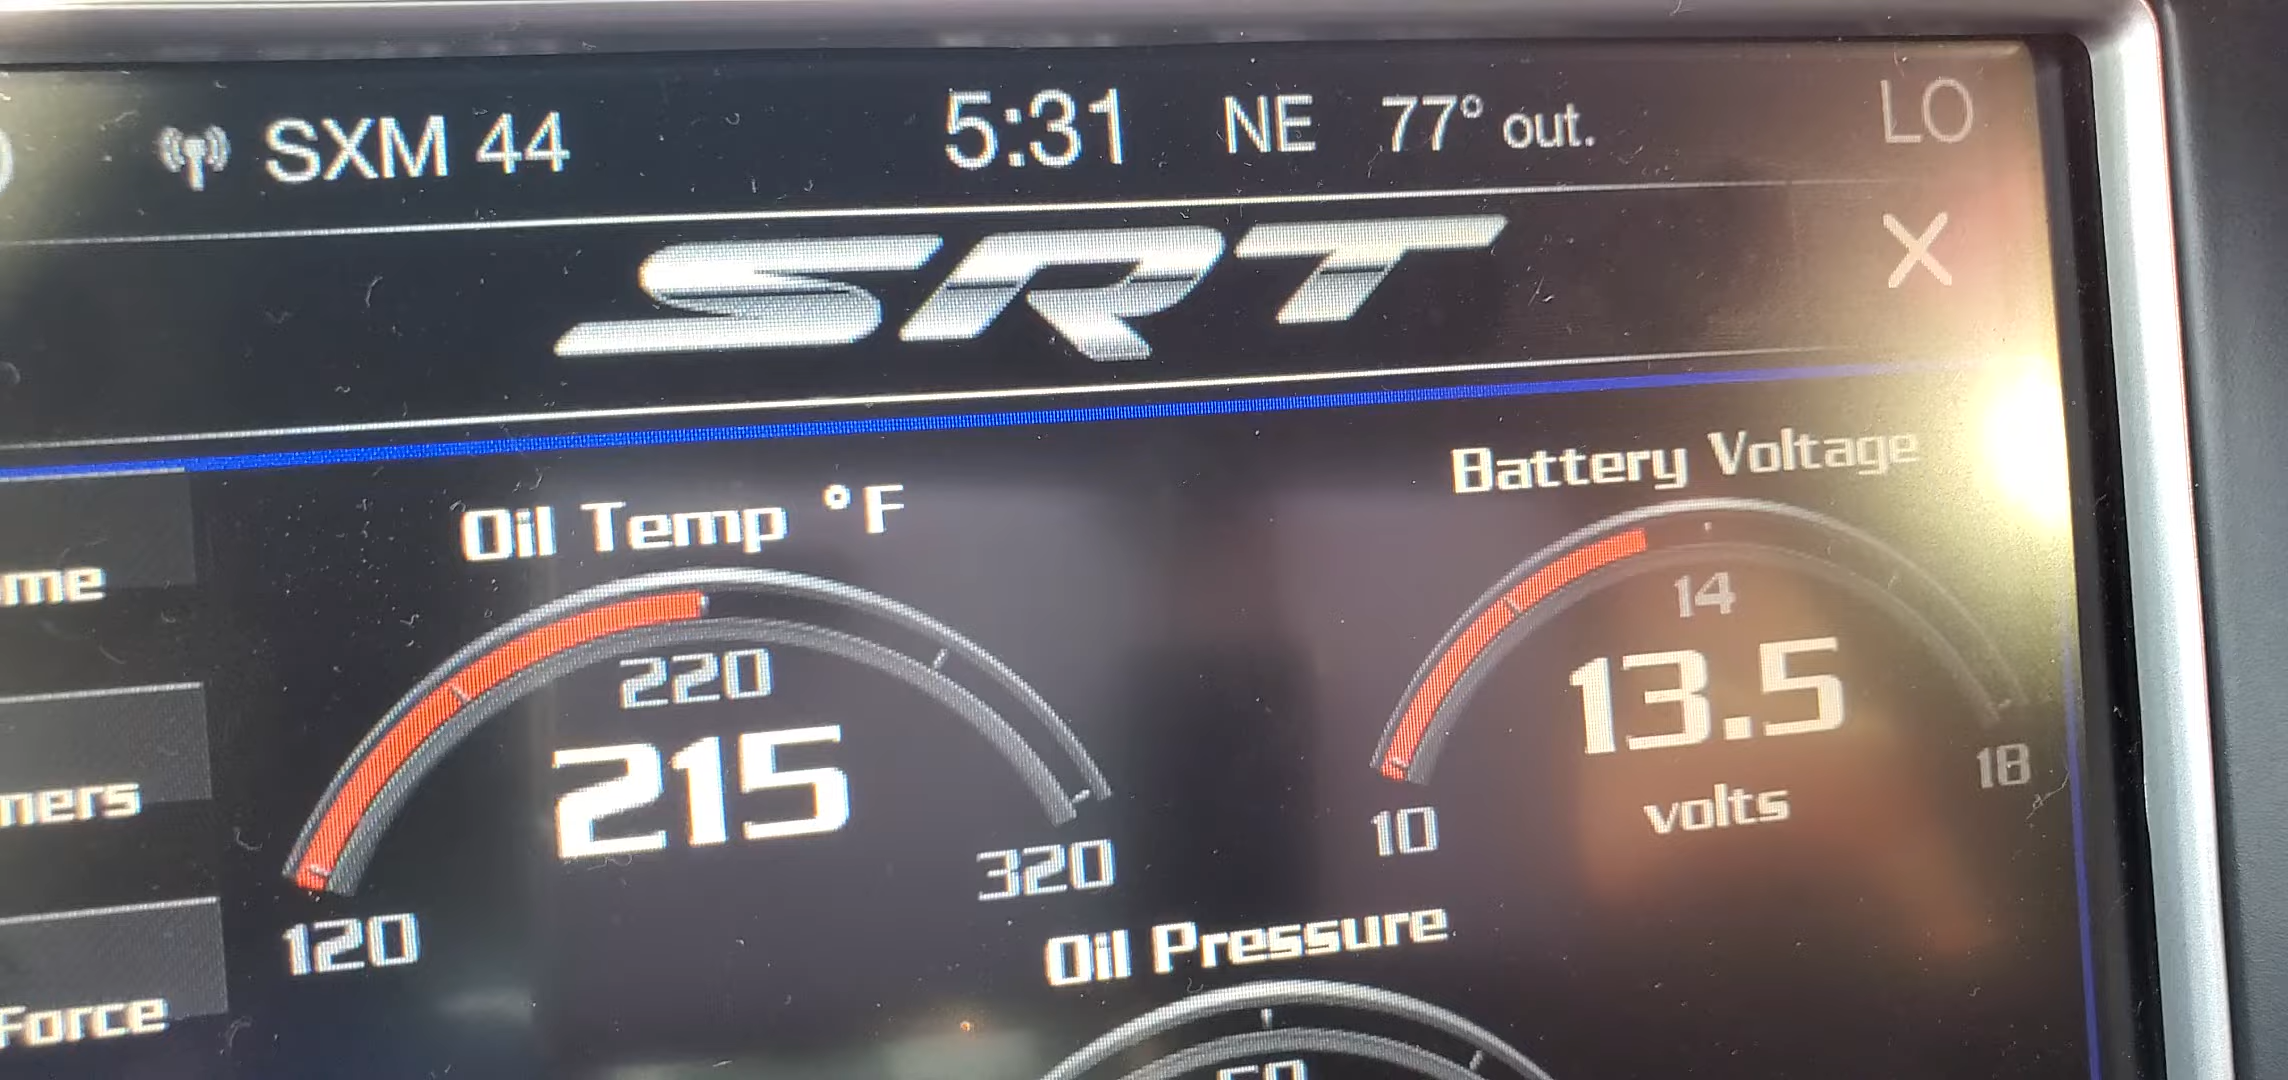 SXM 44 5:31 NE 77° out. LO
SRT X
Battery Voltage
Oil Temp °F
me
14
220
13.5
215
volts
18
10
320
ners
120
Oil Pressure
Force